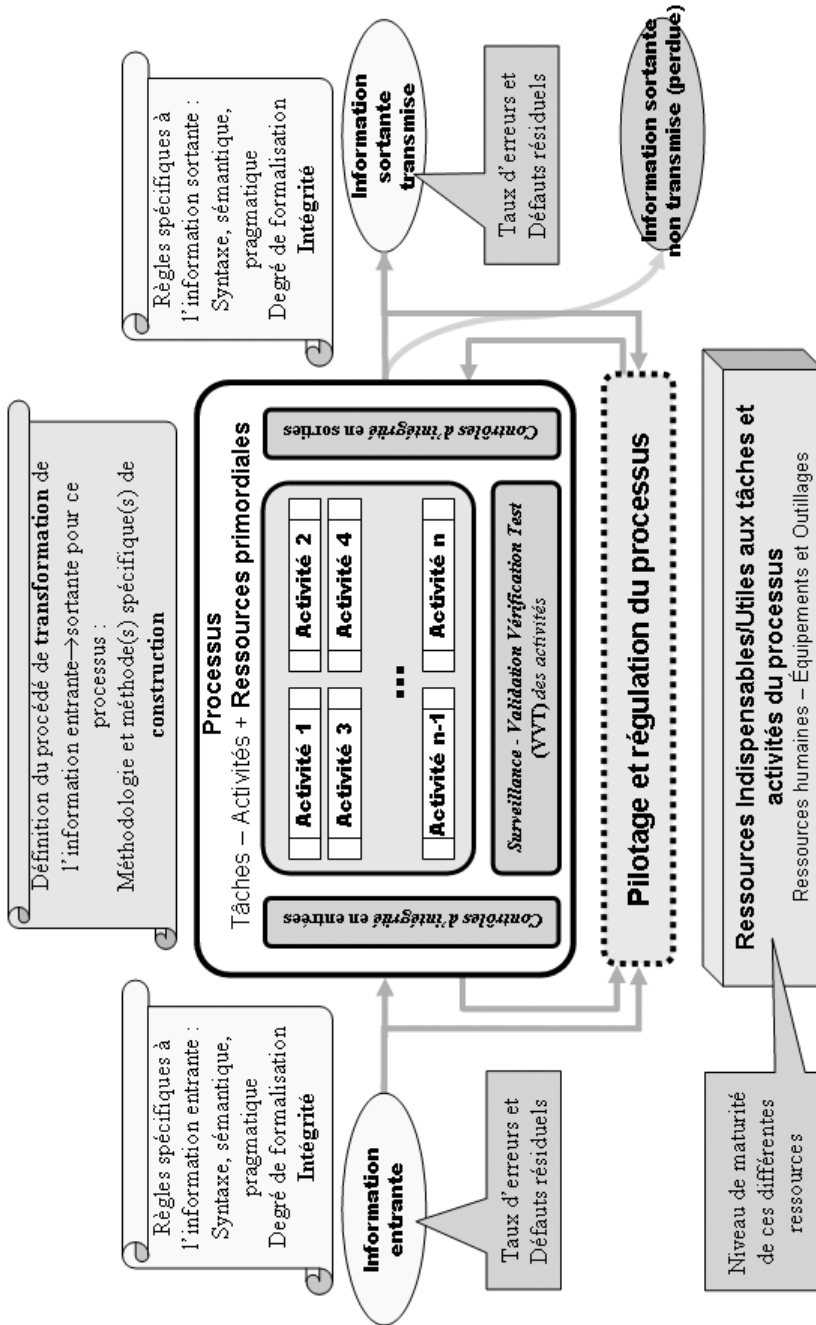 Règles spécifiques à
l'information entrante :
Syntaxe, sémantique,
pragmatique
Degré de formalisation
Intégrité
Définition du procédé de transformation de
l'information entrante→sortante pour ce
processus :
Méthodologie et méthode(s) spécifique(s) de
construction
Règles spécifiques à
l'information sortante :
Syntaxe, sémantique,
pragmatique
Degré de formalisation
Intégrité
Information
entrante
Taux d'erreurs et
Défauts résiduels
Processus
Tâches – Activités + Ressources primordiales
Contrôles d'intégrité en entrées
Activité 1
Activité 2
Activité 3
Activité 4
...
Activité n-1
Activité n
Surveillance - Validation Vérification Test
(VVT) des activités
Contrôles d'intégrité en sorties
Information
sortante
transmise
Taux d'erreurs et
Défauts résiduels
Information sortante
non transmise (perdue)
Pilotage et régulation du processus
Niveau de maturité
de ces différentes
ressources
Ressources Indispensables/Utiles aux tâches et
activités du processus
Ressources humaines – Équipements et Outillages